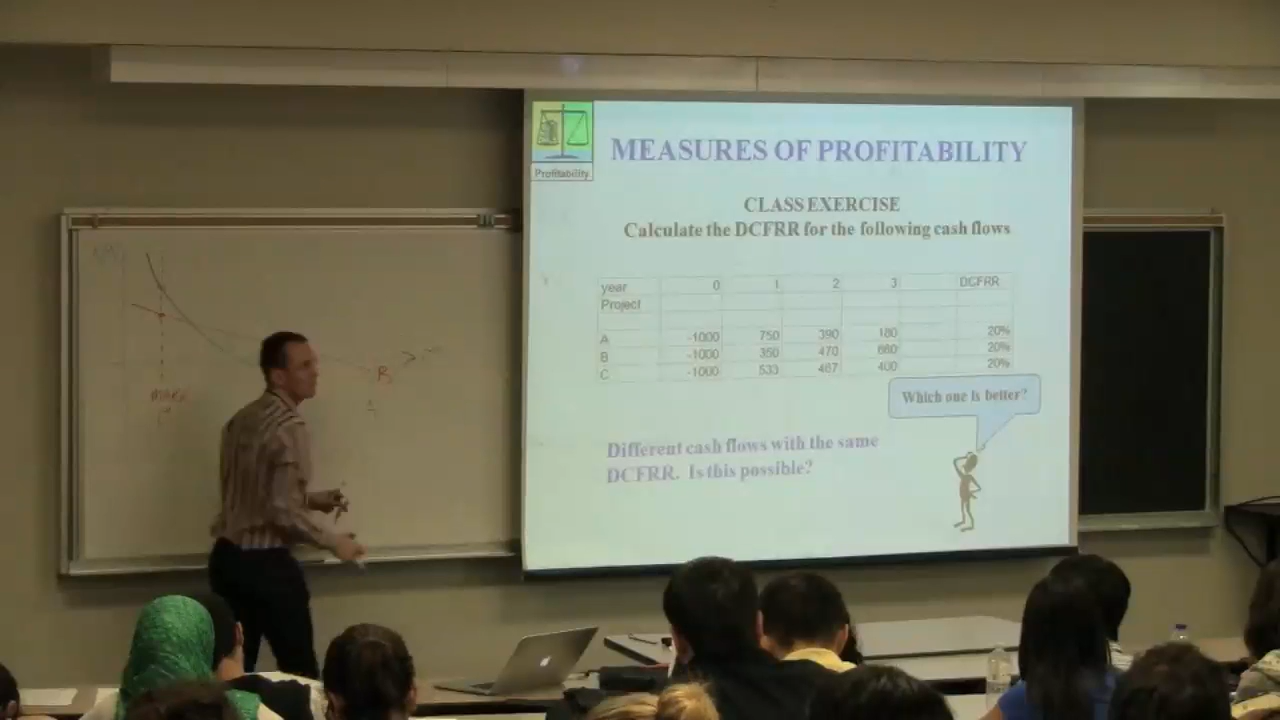 Profitability
MEASURES OF PROFITABILITY
CLASS EXERCISE
Calculate the DCFRR for the following cash flows
year 0 1 2 3 DCFRR
Project
A -1000 750 390 180 20%
B -1000 350 470 660 20%
C -1000 533 467 400 20%
Which one is better?
Different cash flows with the same
DCFRR. Is this possible?